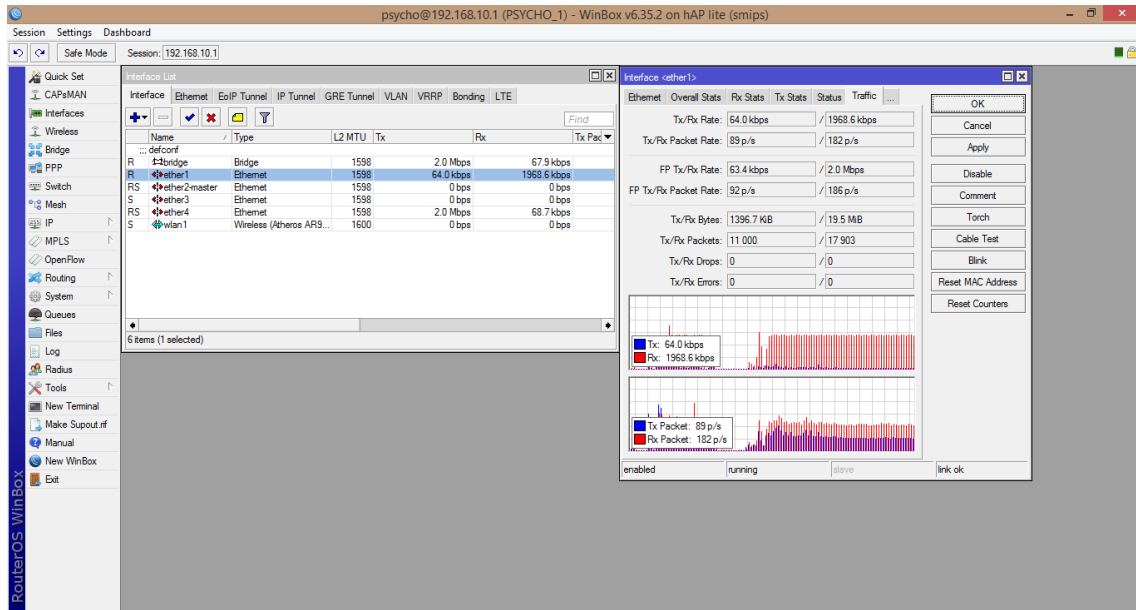 psycho@192.168.10.1 (PSYCHO_1) - WinBox v6.35.2 on hAP lite (smips)
Session Settings Dashboard
Safe Mode Session: 192.168.10.1
Quick Set
CAPsMAN
Interfaces
Wireless
Bridge
PPP
Switch
Mesh
IP
MPLS
OpenFlow
Routing
System
Queues
Files
Log
Radius
Tools
New Terminal
Make Supout.rif
Manual
New WinBox
Exit
RouterOS WinBox
Interface List
Interface Ethernet EoIP Tunnel IP Tunnel GRE Tunnel VLAN VRRP Bonding LTE
Find
Name / Type L2 MTU Tx Rx Tx Pac
;;; defconf
R bridge Bridge 1598 2.0 Mbps 67.9 kbps
R ether1 Ethernet 1598 64.0 kbps 1968.6 kbps
RS ether2-master Ethernet 1598 0 bps 0 bps
S ether3 Ethernet 1598 0 bps 0 bps
RS ether4 Ethernet 1598 2.0 Mbps 68.7 kbps
S wlan1 Wireless (Atheros AR9... 1600 0 bps 0 bps
6 items (1 selected)
Interface <ether1>
Ethernet Overall Stats Rx Stats Tx Stats Status Traffic ...
Tx/Rx Rate: 64.0 kbps / 1968.6 kbps
Tx/Rx Packet Rate: 89 p/s / 182 p/s
FP Tx/Rx Rate: 63.4 kbps / 2.0 Mbps
FP Tx/Rx Packet Rate: 92 p/s / 186 p/s
Tx/Rx Bytes: 1396.7 KiB / 19.5 MiB
Tx/Rx Packets: 11 000 / 17 903
Tx/Rx Drops: 0 / 0
Tx/Rx Errors: 0 / 0
Tx: 64.0 kbps
Rx: 1968.6 kbps
Tx Packet: 89 p/s
Rx Packet: 182 p/s
enabled running slave link ok
OK
Cancel
Apply
Disable
Comment
Torch
Cable Test
Blink
Reset MAC Address
Reset Counters